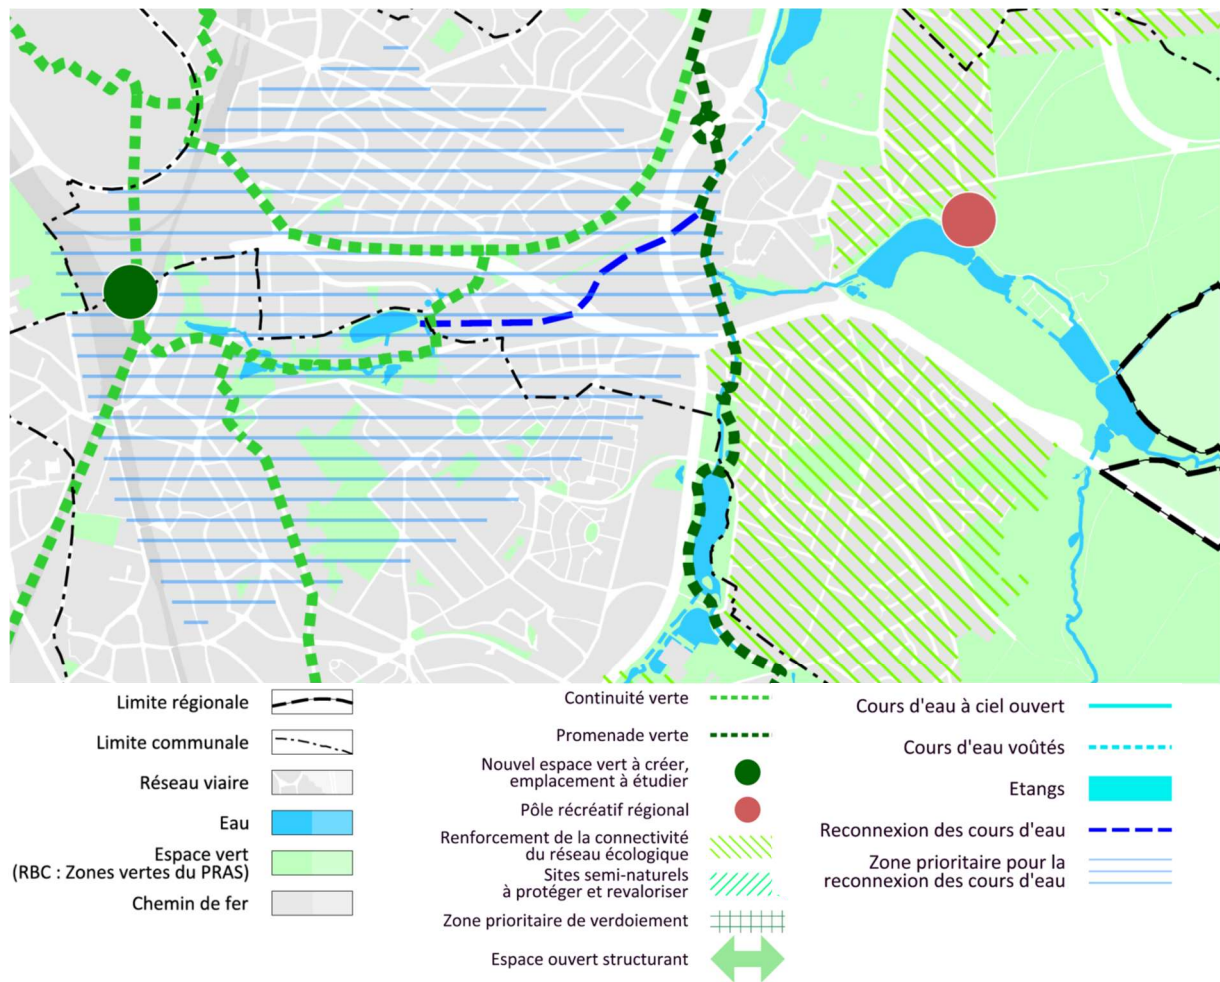 Limite régionale
Limite communale
Réseau viaire
Eau
Espace vert
(RBC : Zones vertes du PRAS)
Chemin de fer
Continuité verte
Promenade verte
Nouvel espace vert à créer,
emplacement à étudier
Pôle récréatif régional
Renforcement de la connectivité
du réseau écologique
Sites semi-naturels
à protéger et revaloriser
Zone prioritaire de verdoiement
Espace ouvert structurant
Cours d'eau à ciel ouvert
Cours d'eau voûtés
Etangs
Reconnexion des cours d'eau
Zone prioritaire pour la
reconnexion des cours d'eau